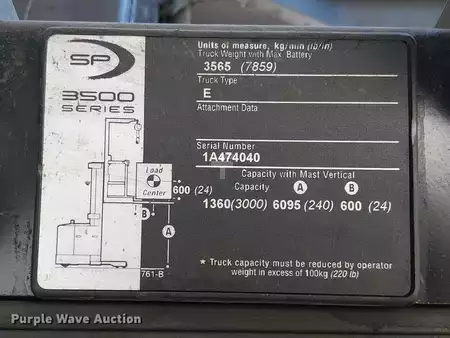 SP
3500
SERIES
Units of measure, kg/mm (lb/in)
Truck Weight with Max. Battery
3565 (7859)
Truck Type
E
Attachment Data
Serial Number
1A474040
Capacity with Mast Vertical
Capacity A B
1360(3000) 6095 (240) 600 (24)
Load
Center
600
(24)
B
A
761-B
* Truck capacity must be reduced by operator
weight in excess of 100kg (220 lb)
Purple Wave Auction